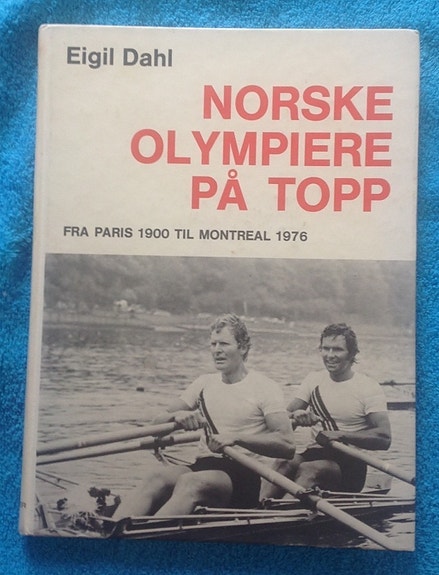 Eigil Dahl
NORSKE
OLYMPIERE
PÅ TOPP
FRA PARIS 1900 TIL MONTREAL 1976